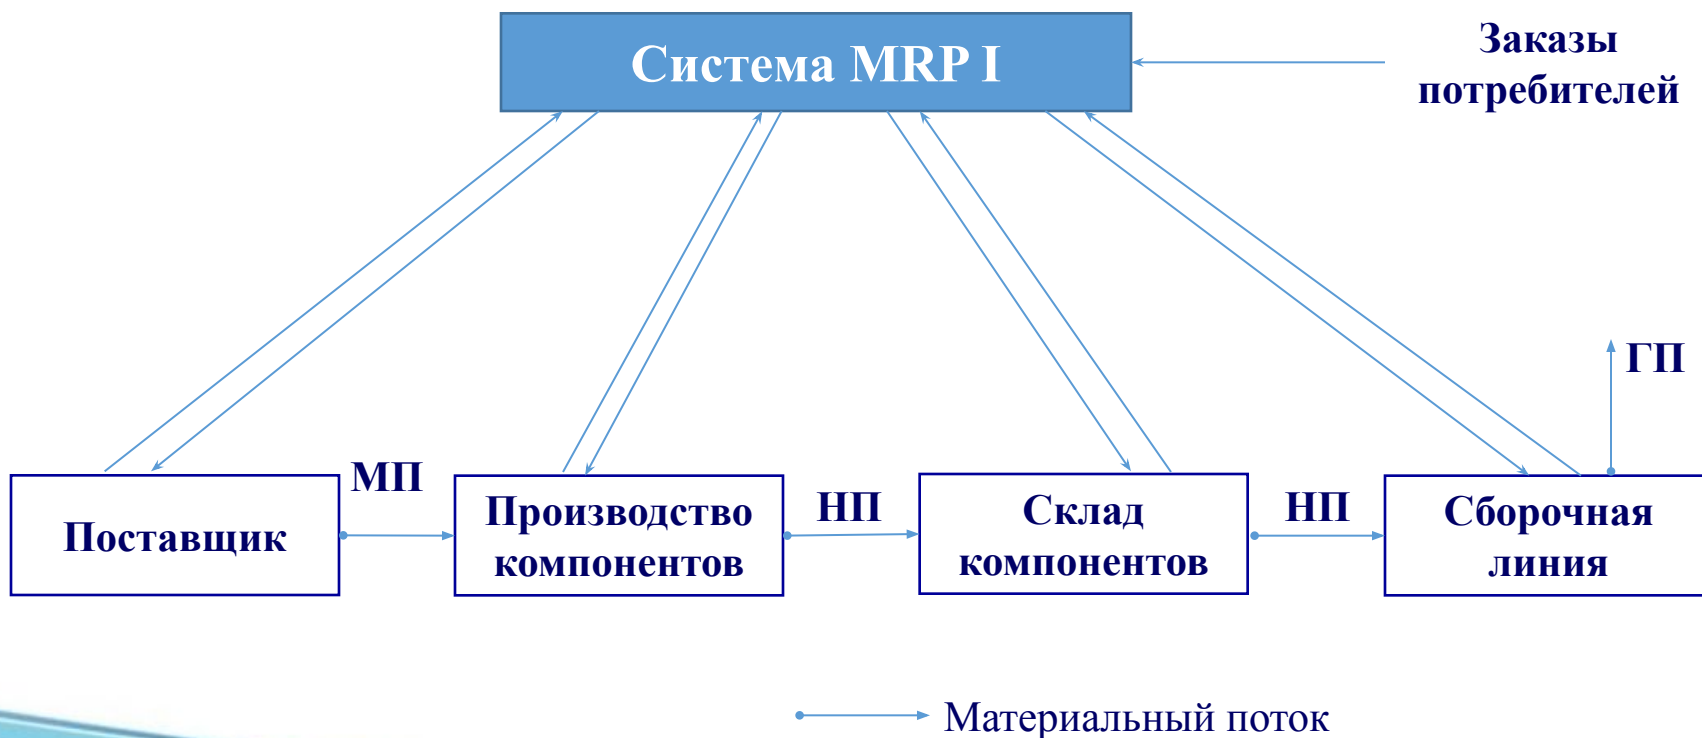 Система MRP I
Заказы
потребителей
ГП
МП
НП
НП
Поставщик
Производство
компонентов
Склад
компонентов
Сборочная
линия
Материальный поток